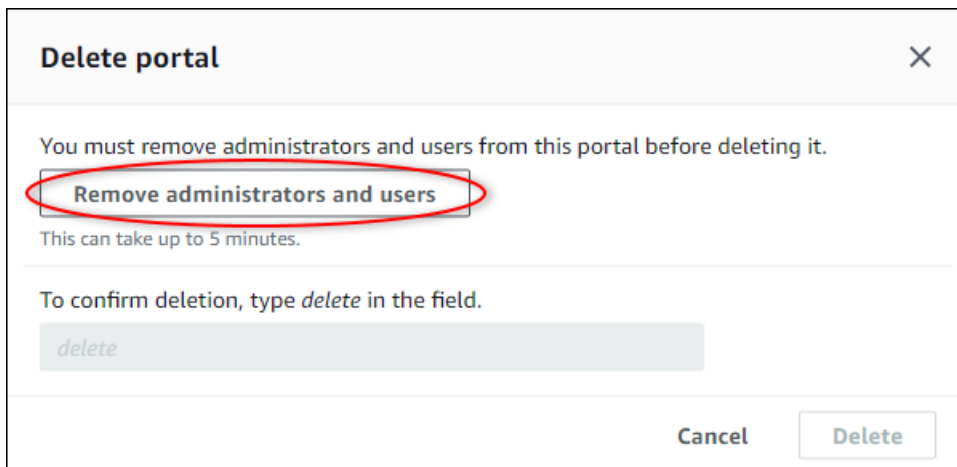 Delete portal
You must remove administrators and users from this portal before deleting it.
Remove administrators and users
This can take up to 5 minutes.
To confirm deletion, type delete in the field.
delete
Cancel Delete